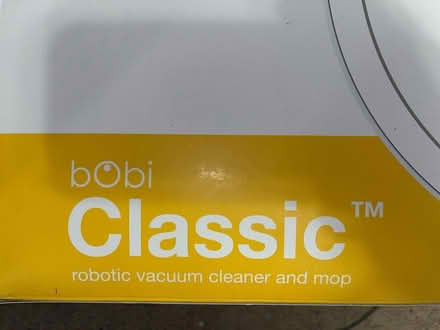 bObi
Classic™
robotic vacuum cleaner and mop